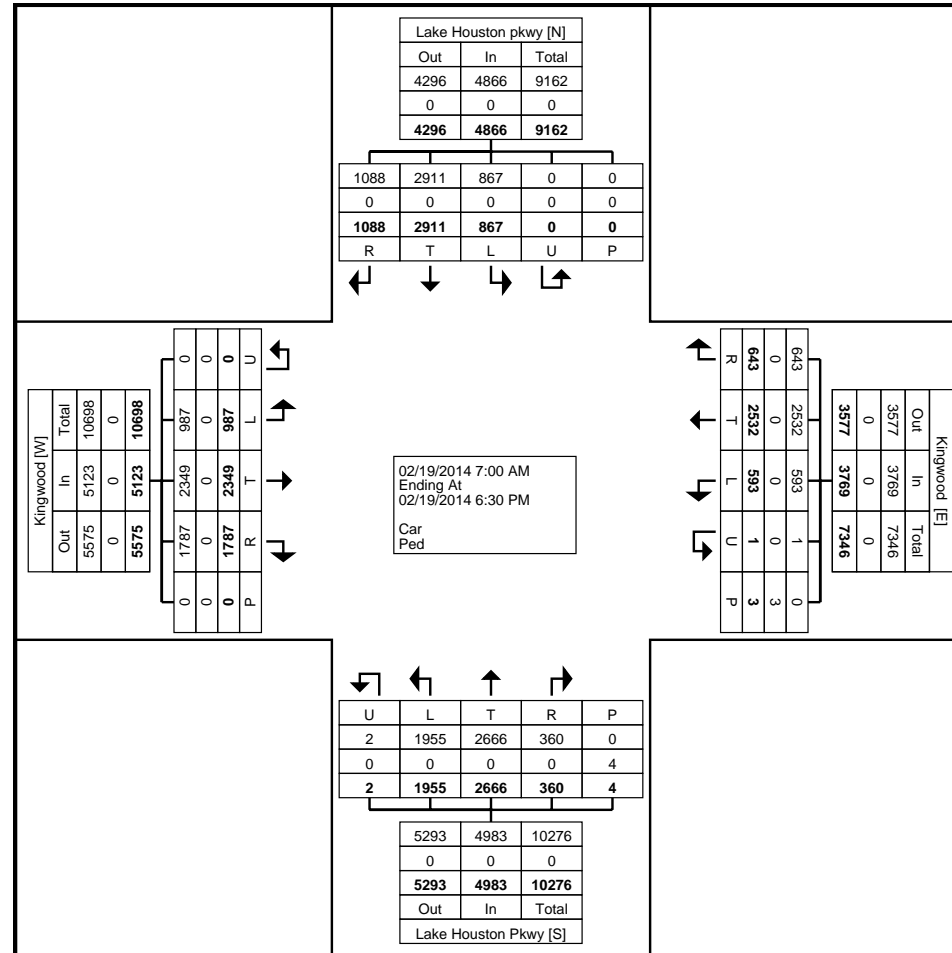 Lake Houston pkwy [N]
Out In Total
4296 4866 9162
0 0 0
4296 4866 9162
1088 2911 867 0 0
0 0 0 0 0
1088 2911 867 0 0
R T L U P
Kingwood [W]
Total In Out
10698 5123 5575
0 0 0
10698 5123 5575
0 987 2349 1787 0
0 0 0 0 0
0 987 2349 1787 0
U L T R P
02/19/2014 7:00 AM
Ending At
02/19/2014 6:30 PM
Car
Ped
Kingwood [E]
Out In Total
3577 3769 7346
0 0 0
3577 3769 7346
643 2532 593 1 0
0 0 0 0 3
643 2532 593 1 3
R T L U P
U L T R P
2 1955 2666 360 0
0 0 0 0 4
2 1955 2666 360 4
5293 4983 10276
0 0 0
5293 4983 10276
Out In Total
Lake Houston Pkwy [S]